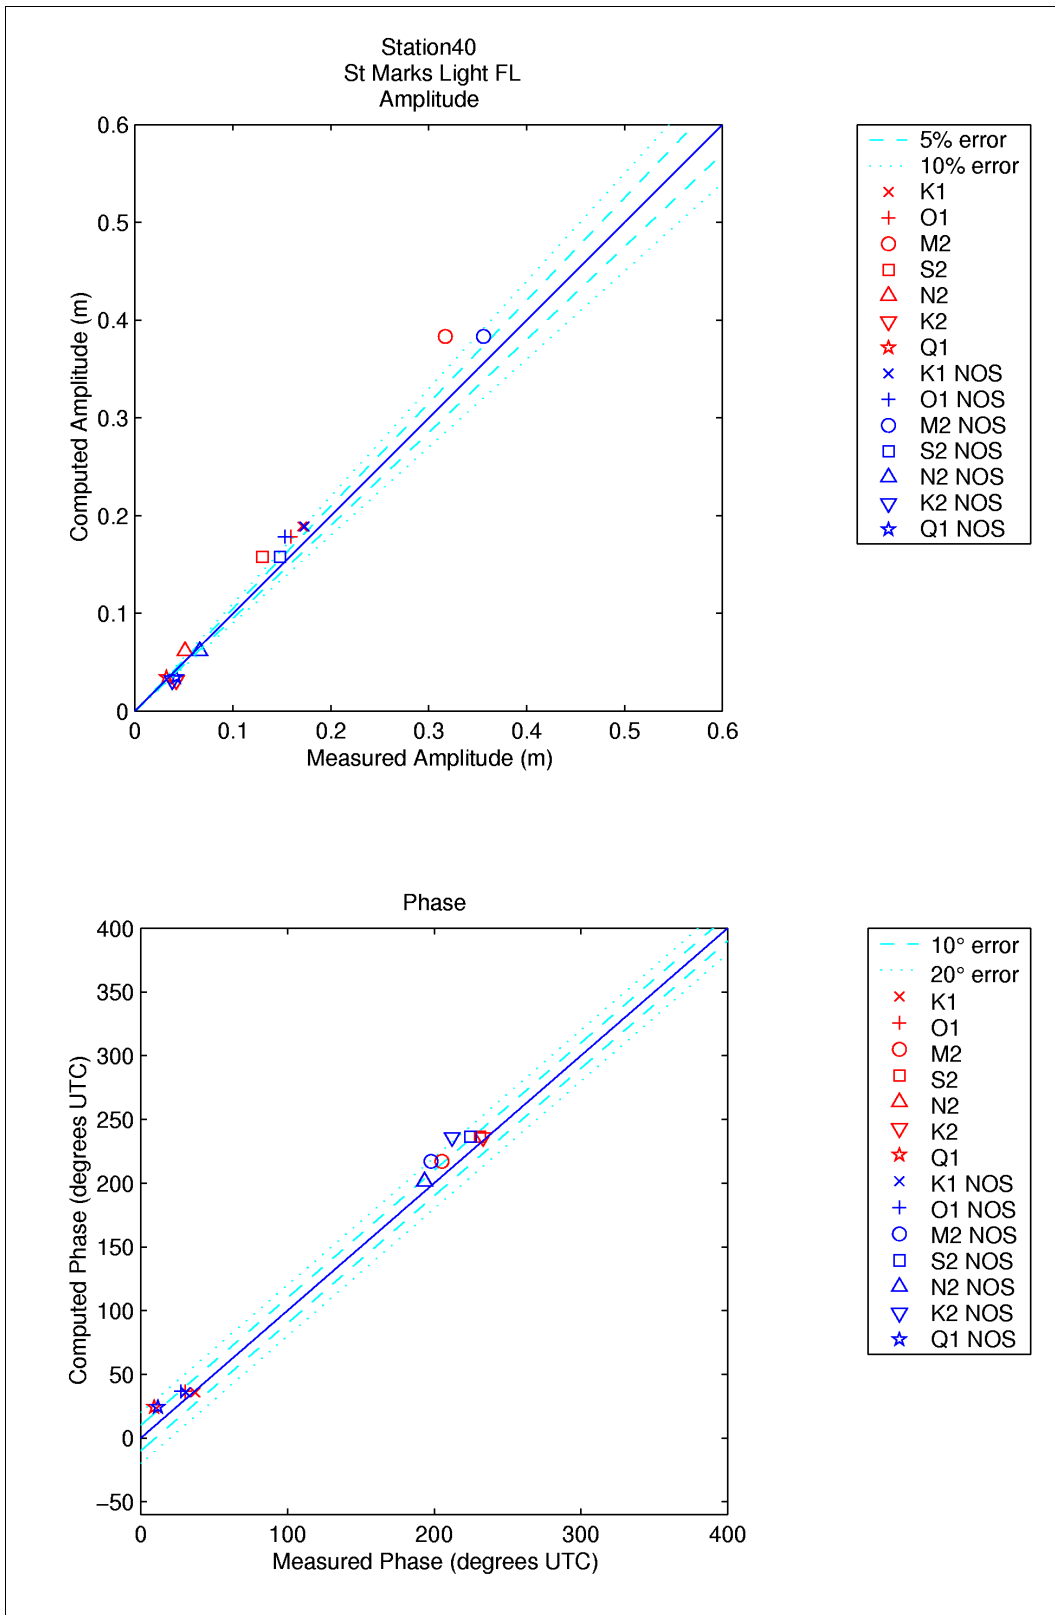 Station40
St Marks Light FL
Amplitude
0.6
0.5
0.4
0.3
0.2
0.1
0
0 0.1 0.2 0.3 0.4 0.5 0.6
Computed Amplitude (m)
Measured Amplitude (m)
5% error
10% error
K1
O1
M2
S2
N2
K2
Q1
K1 NOS
O1 NOS
M2 NOS
S2 NOS
N2 NOS
K2 NOS
Q1 NOS
Phase
400
350
300
250
200
150
100
50
0
−50
0 100 200 300 400
Computed Phase (degrees UTC)
Measured Phase (degrees UTC)
10° error
20° error
K1
O1
M2
S2
N2
K2
Q1
K1 NOS
O1 NOS
M2 NOS
S2 NOS
N2 NOS
K2 NOS
Q1 NOS